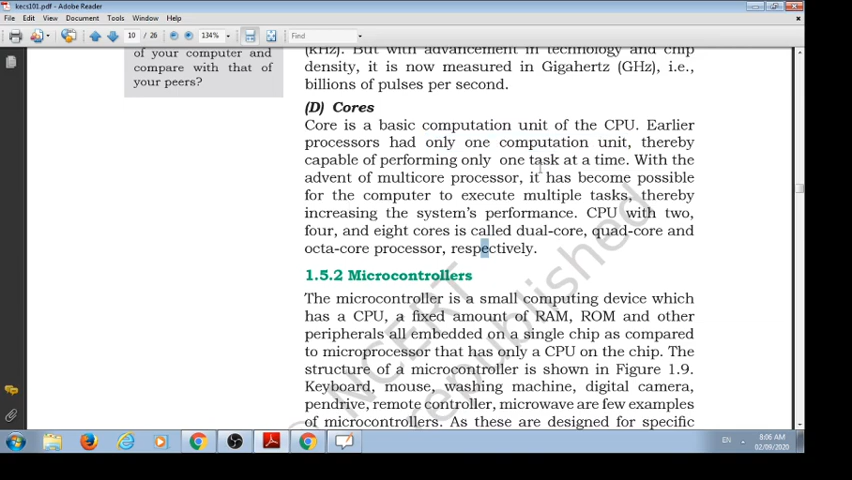 kecs101.pdf - Adobe Reader
File Edit View Document Tools Window Help
10 / 26 134% Find
of your computer and
compare with that of
your peers?
(kHz). But with advancement in technology and chip
density, it is now measured in Gigahertz (GHz), i.e.,
billions of pulses per second.
(D) Cores
Core is a basic computation unit of the CPU. Earlier
processors had only one computation unit, thereby
capable of performing only one task at a time. With the
advent of multicore processor, it has become possible
for the computer to execute multiple tasks, thereby
increasing the system's performance. CPU with two,
four, and eight cores is called dual-core, quad-core and
octa-core processor, respectively.
1.5.2 Microcontrollers
The microcontroller is a small computing device which
has a CPU, a fixed amount of RAM, ROM and other
peripherals all embedded on a single chip as compared
to microprocessor that has only a CPU on the chip. The
structure of a microcontroller is shown in Figure 1.9.
Keyboard, mouse, washing machine, digital camera,
pendrive, remote controller, microwave are few examples
of microcontrollers. As these are designed for specific
© NCERT
republished
EN
8:06 AM
02/09/2020